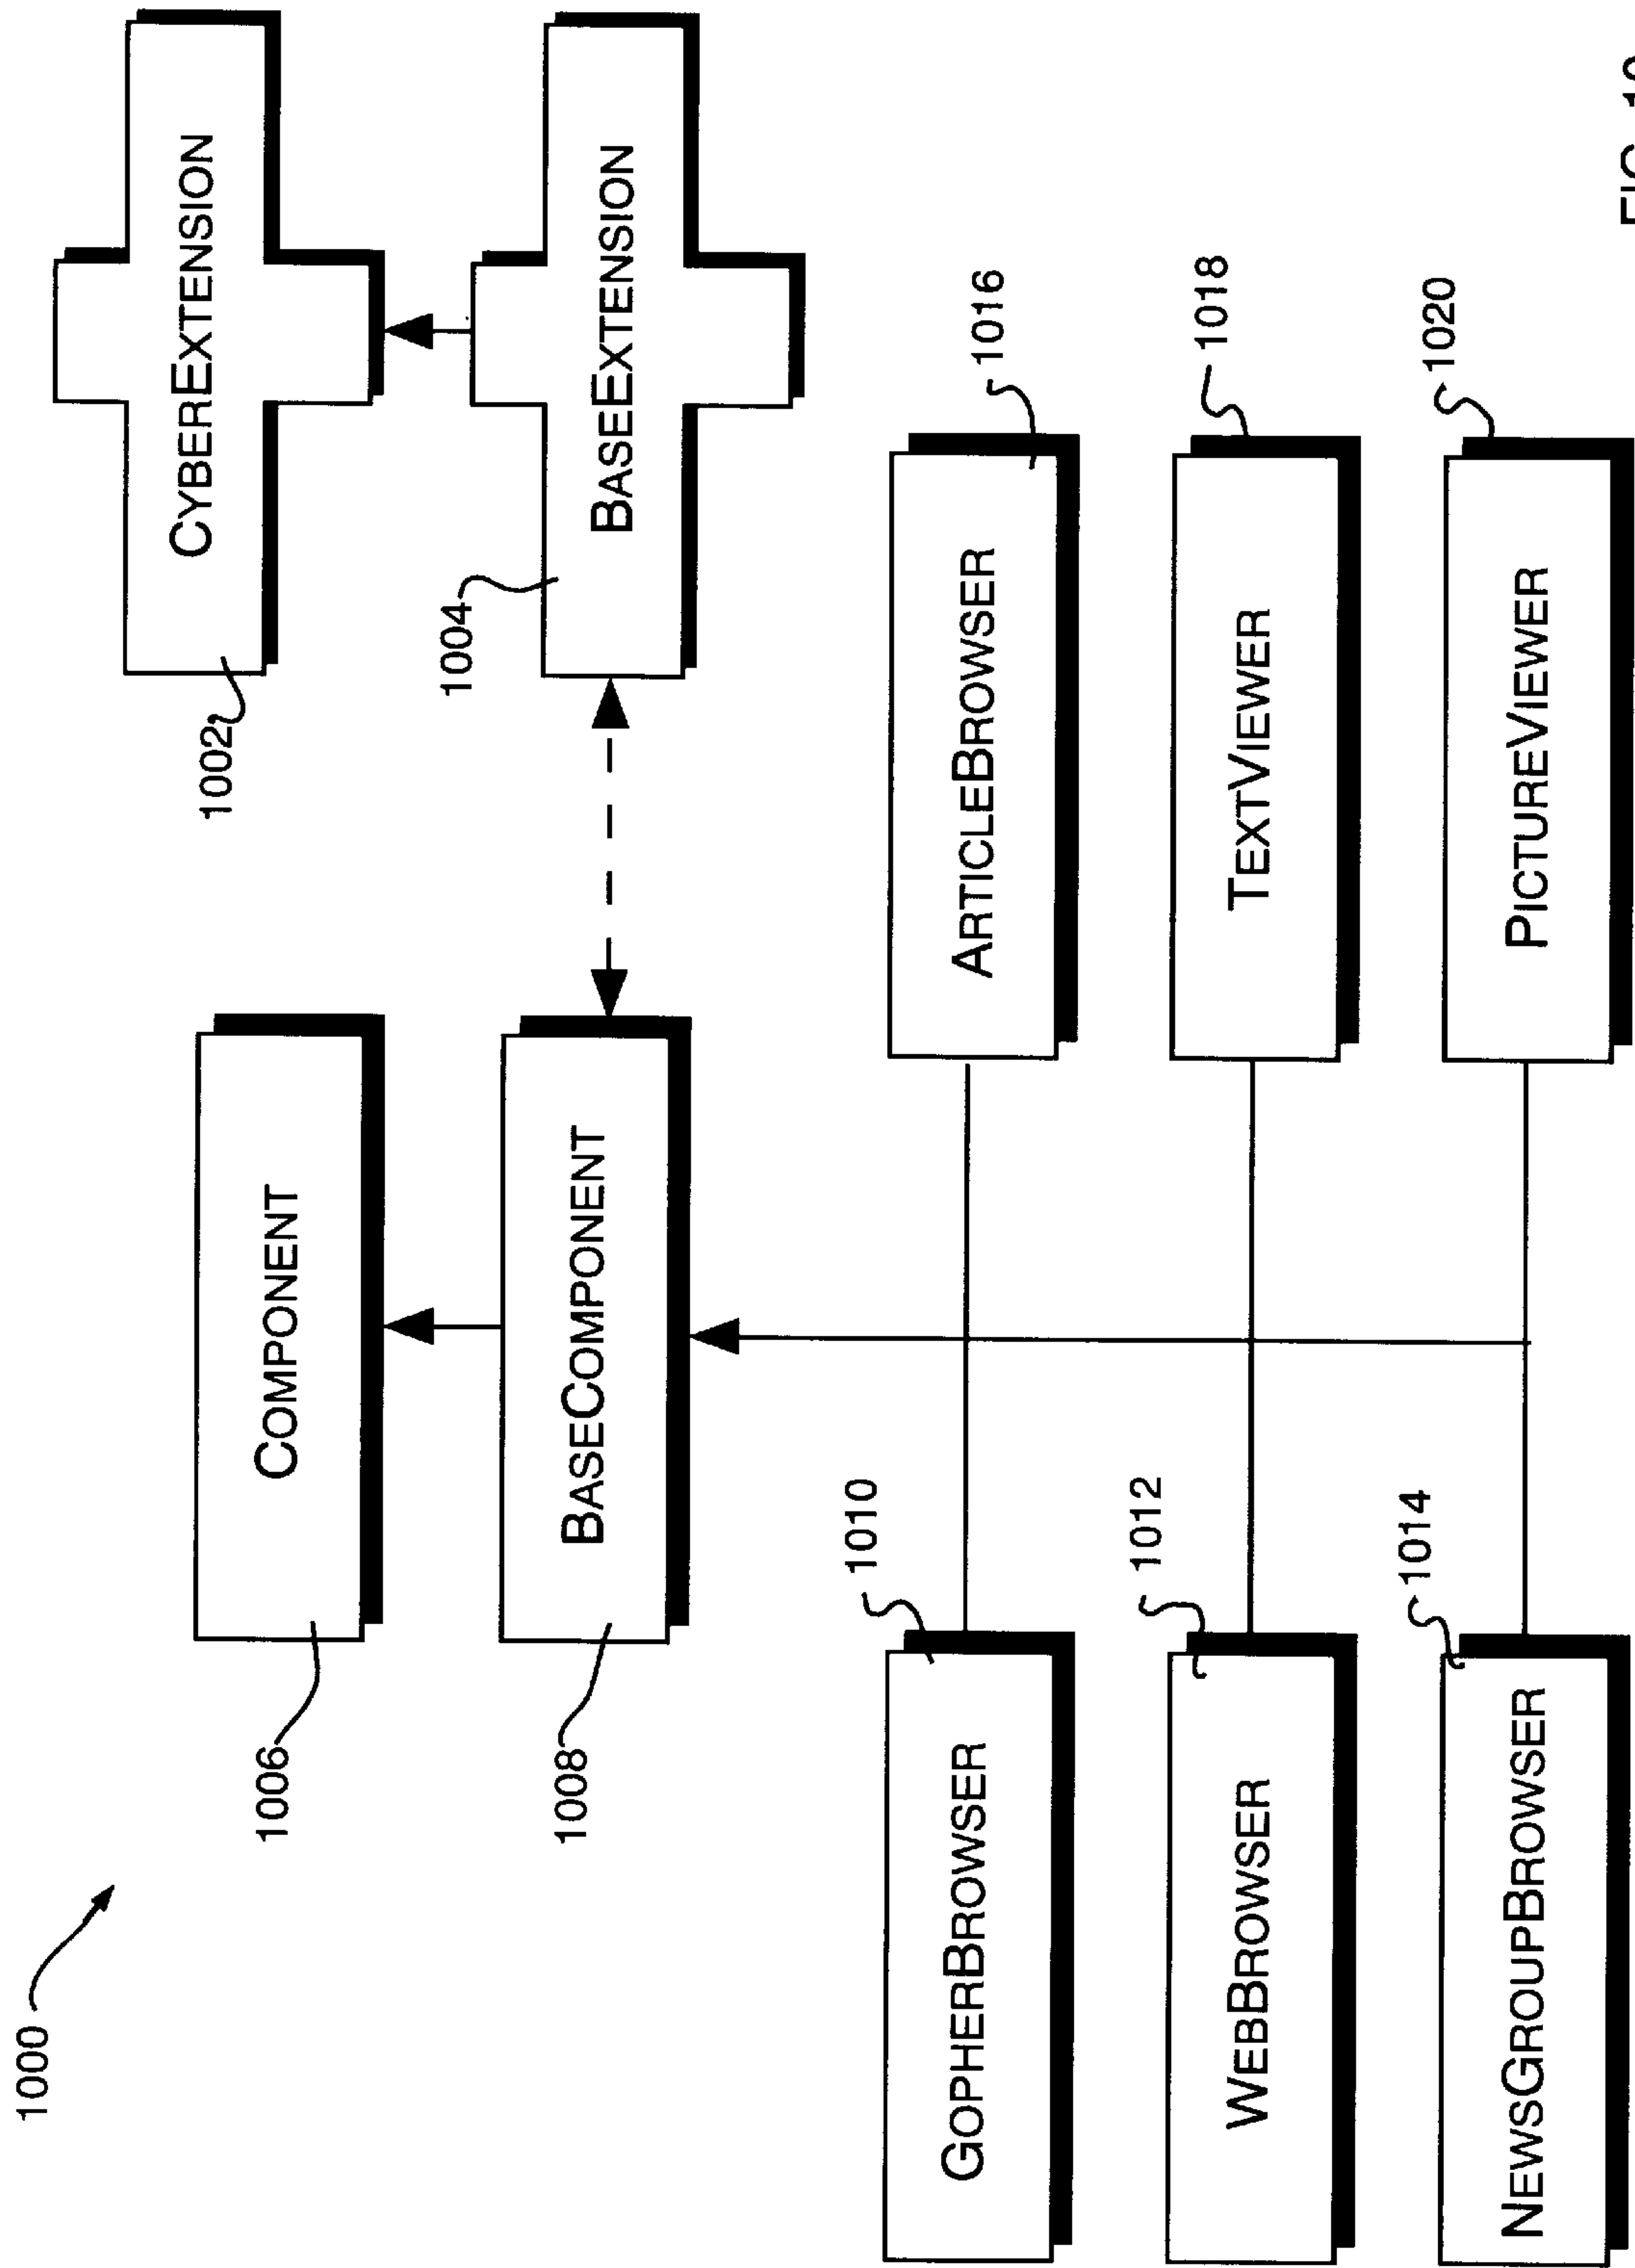 1000
COMPONENT
1006
CYBEREXTENSION
1002
BASECOMPONENT
1008
BASEEXTENSION
1004
GOPHERBROWSER
1010
ARTICLEBROWSER
1016
WEBBROWSER
1012
TEXTVIEWER
1018
NEWSGROUPBROWSER
1014
PICTUREVIEWER
1020